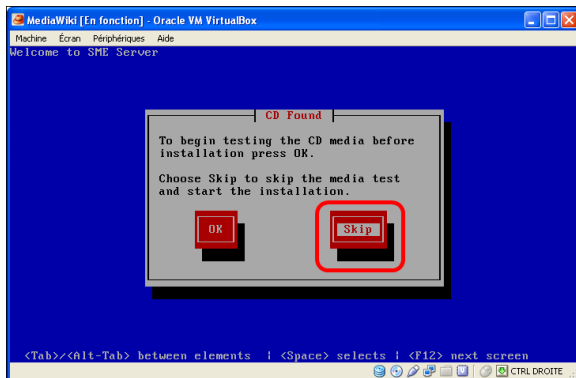 MediaWiki [En fonction] - Oracle VM VirtualBox
Machine Écran Périphériques Aide
Welcome to SME Server
CD Found
To begin testing the CD media before
installation press OK.
Choose Skip to skip the media test
and start the installation.
OK Skip
<Tab>/<Alt-Tab> between elements | <Space> selects | <F12> next screen
CTRL DROITE